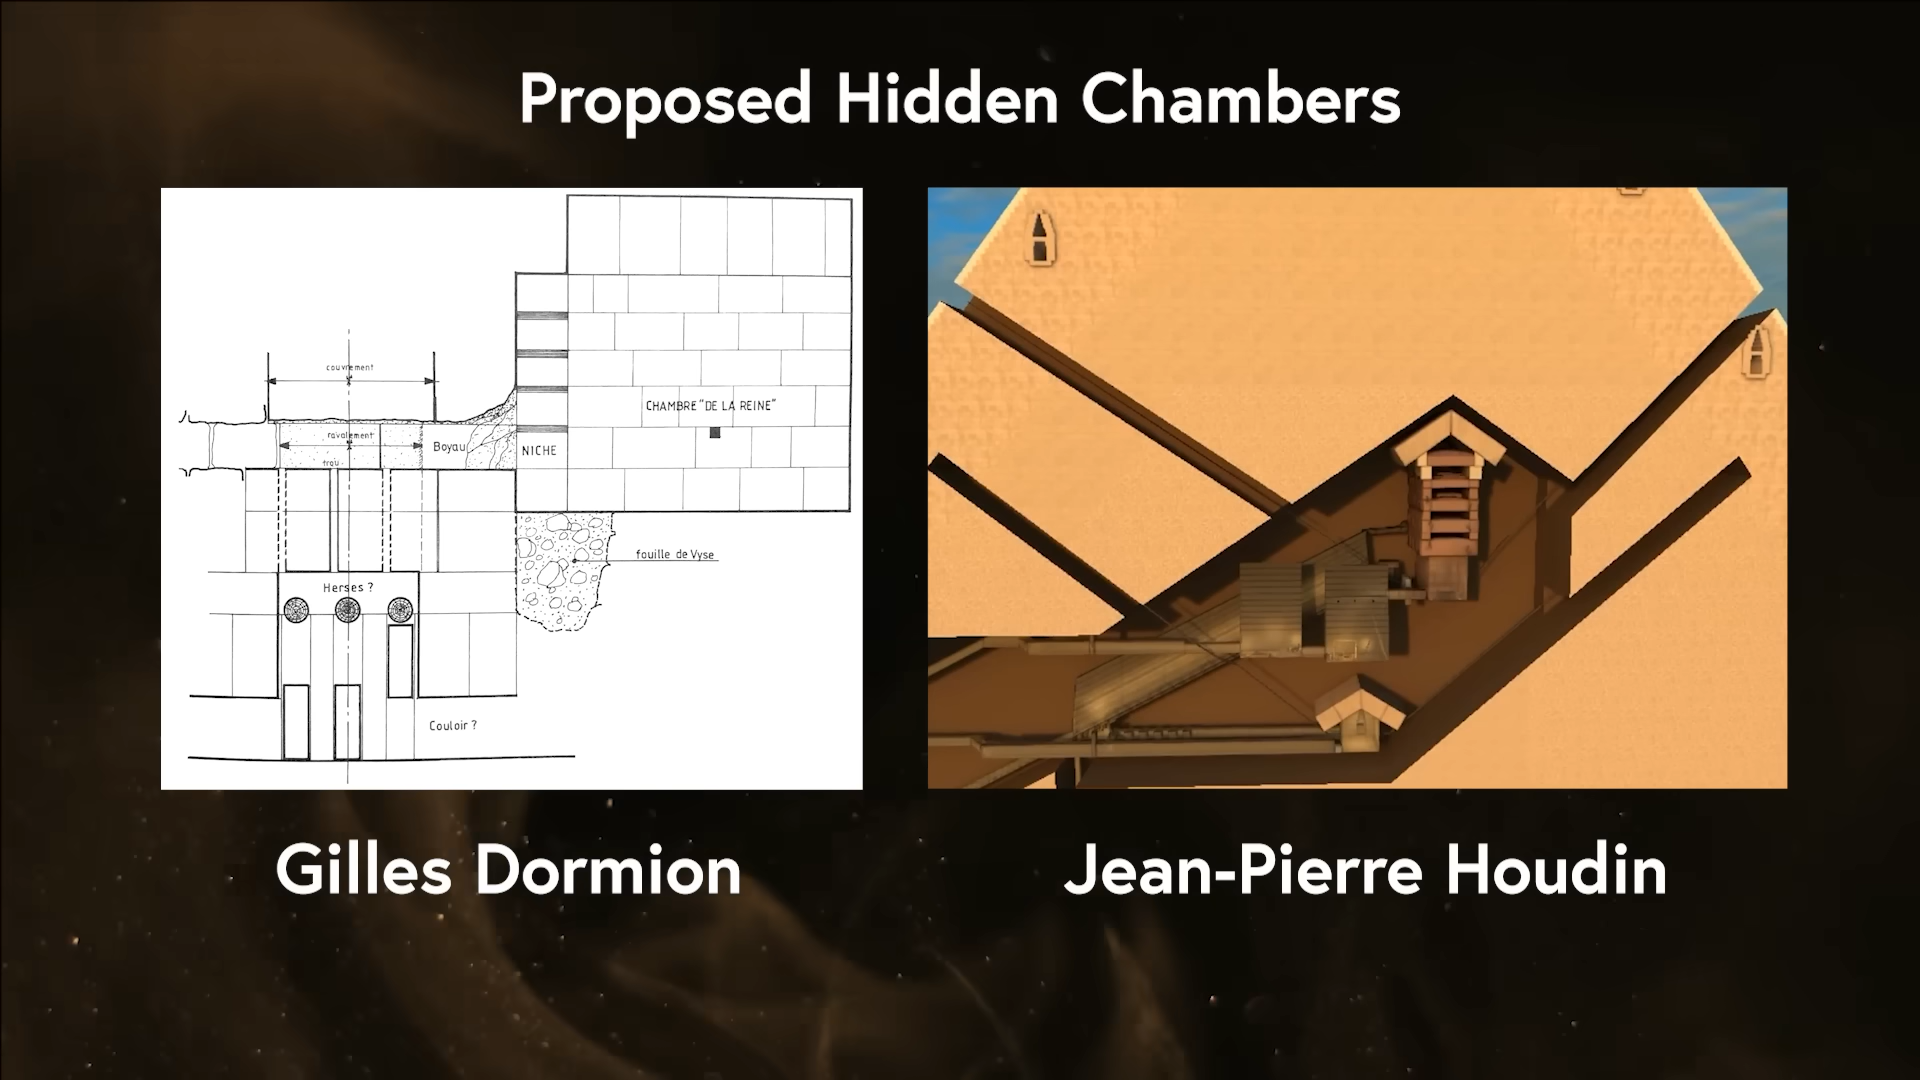 Proposed Hidden Chambers
couvrement
ravalement
trou
Boyau
NICHE
CHAMBRE "DE LA REINE"
fouille de Vyse
Herses ?
Couloir ?
Gilles Dormion
Jean-Pierre Houdin